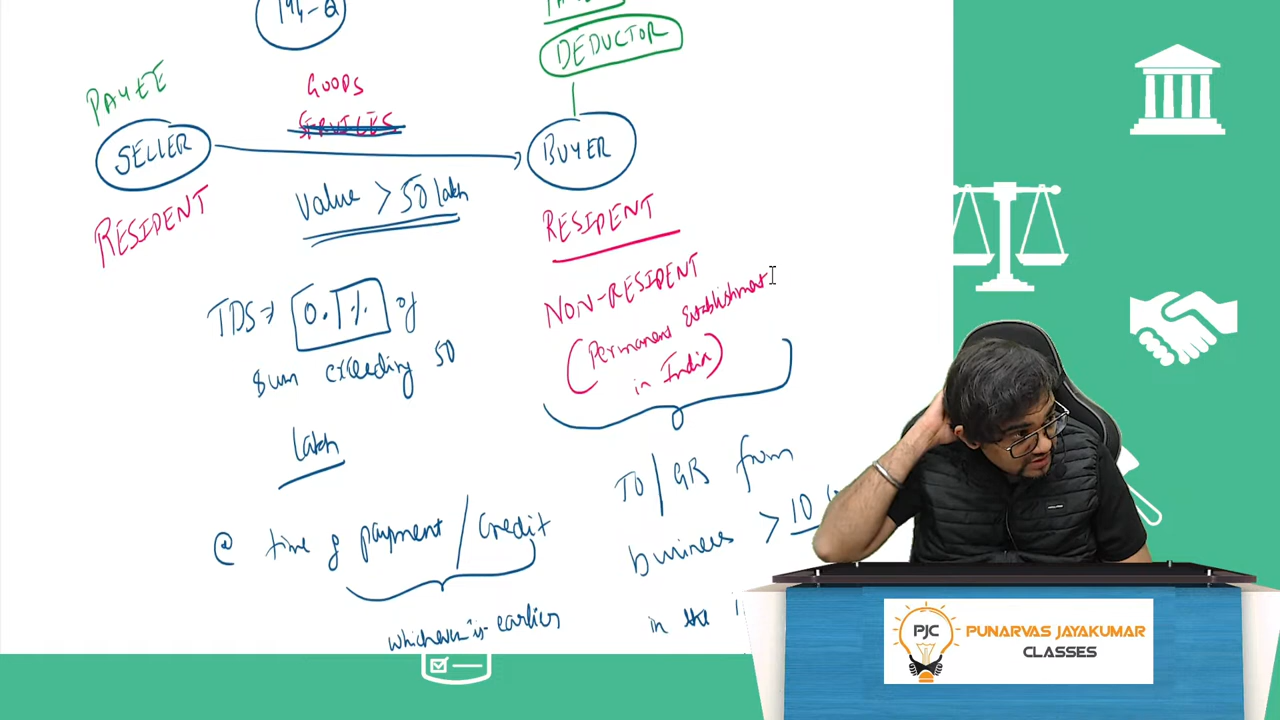 194-Q
DEDUCTOR
PAYEE
GOODS
SERVICES
SELLER
BUYER
RESIDENT
value > 50 lakh
RESIDENT
NON-RESIDENT
(Permanent Establishment
in India)
TDS ⇒ 0.1% of
sum exceeding 50
lakh
@ time of payment / credit
whichever is earlier
TO/GR from
business > 10
in the
PJC
PUNARVAS JAYAKUMAR
CLASSES